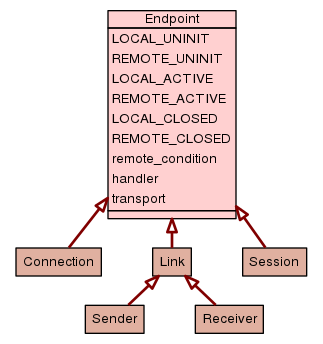 Endpoint
LOCAL_UNINIT
REMOTE_UNINIT
LOCAL_ACTIVE
REMOTE_ACTIVE
LOCAL_CLOSED
REMOTE_CLOSED
remote_condition
handler
transport
Connection
Link
Session
Sender
Receiver